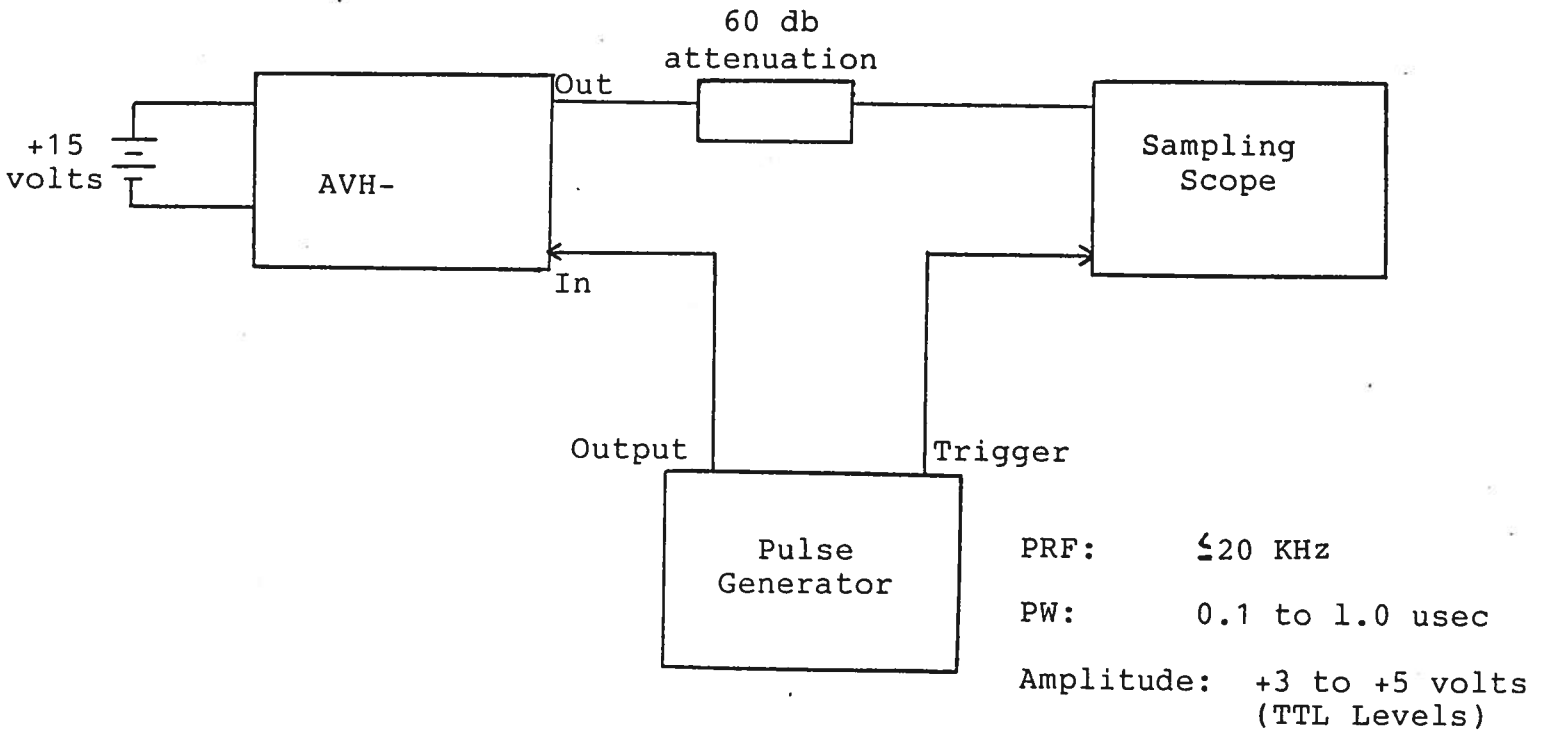 60 db
attenuation
Out
+15
volts
AVH-
Sampling
Scope
In
Output
Trigger
Pulse
Generator
PRF: ≤20 KHz
PW: 0.1 to 1.0 usec
Amplitude: +3 to +5 volts
(TTL Levels)